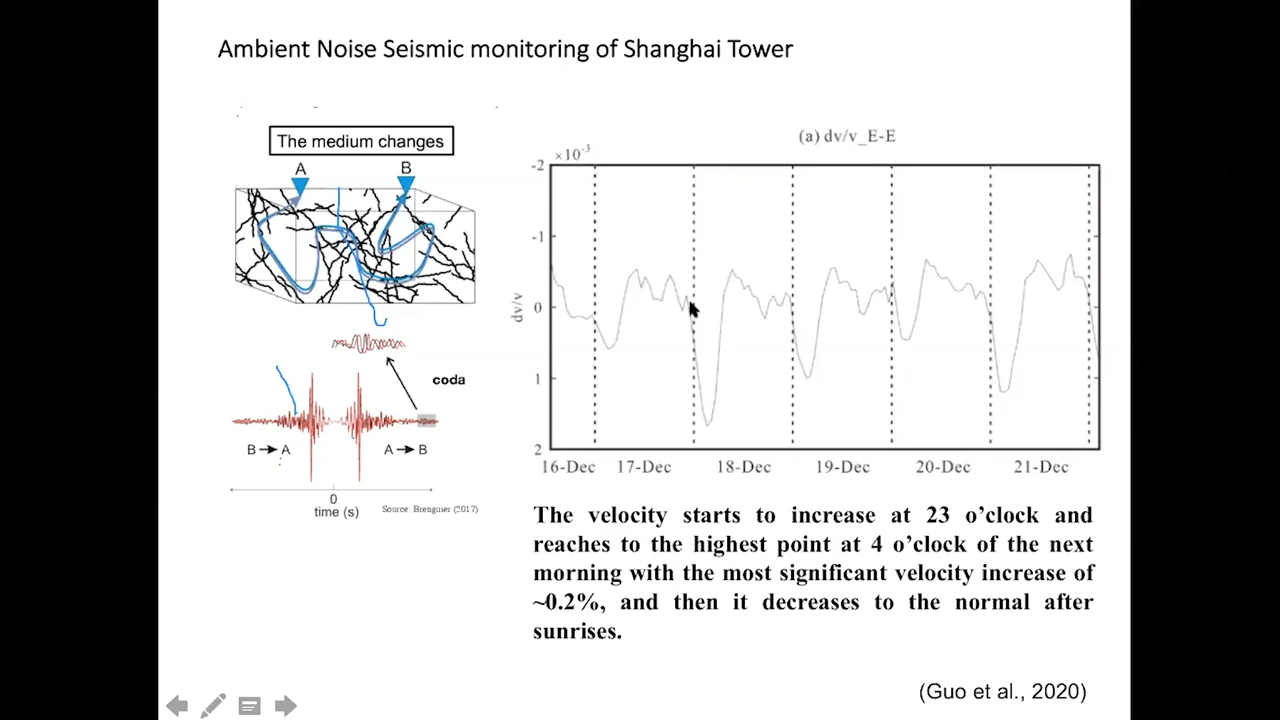 Ambient Noise Seismic monitoring of Shanghai Tower
The medium changes
A
B
coda
B → A
A → B
0
time (s)
Source: Brenguier (2017)
(a) dv/v_E-E
×10⁻³
-2
-1
0
1
2
dv/v
16-Dec 17-Dec 18-Dec 19-Dec 20-Dec 21-Dec
The velocity starts to increase at 23 o’clock and
reaches to the highest point at 4 o’clock of the next
morning with the most significant velocity increase of
~0.2%, and then it decreases to the normal after
sunrises.
(Guo et al., 2020)